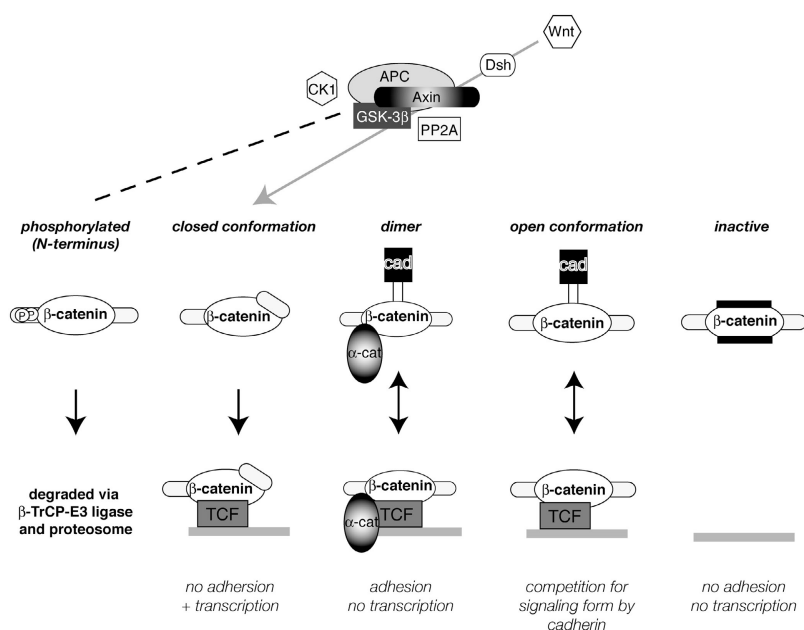 Wnt
Dsh
APC
CK1
Axin
GSK-3β
PP2A
phosphorylated
(N-terminus)
closed conformation
dimer
open conformation
inactive
cad
cad
P P β-catenin
β-catenin
β-catenin
β-catenin
β-catenin
α-cat
degraded via
β-TrCP-E3 ligase
and proteosome
β-catenin
TCF
β-catenin
α-cat
TCF
β-catenin
TCF
no adhersion
+ transcription
adhesion
no transcription
competition for
signaling form by
cadherin
no adhesion
no transcription